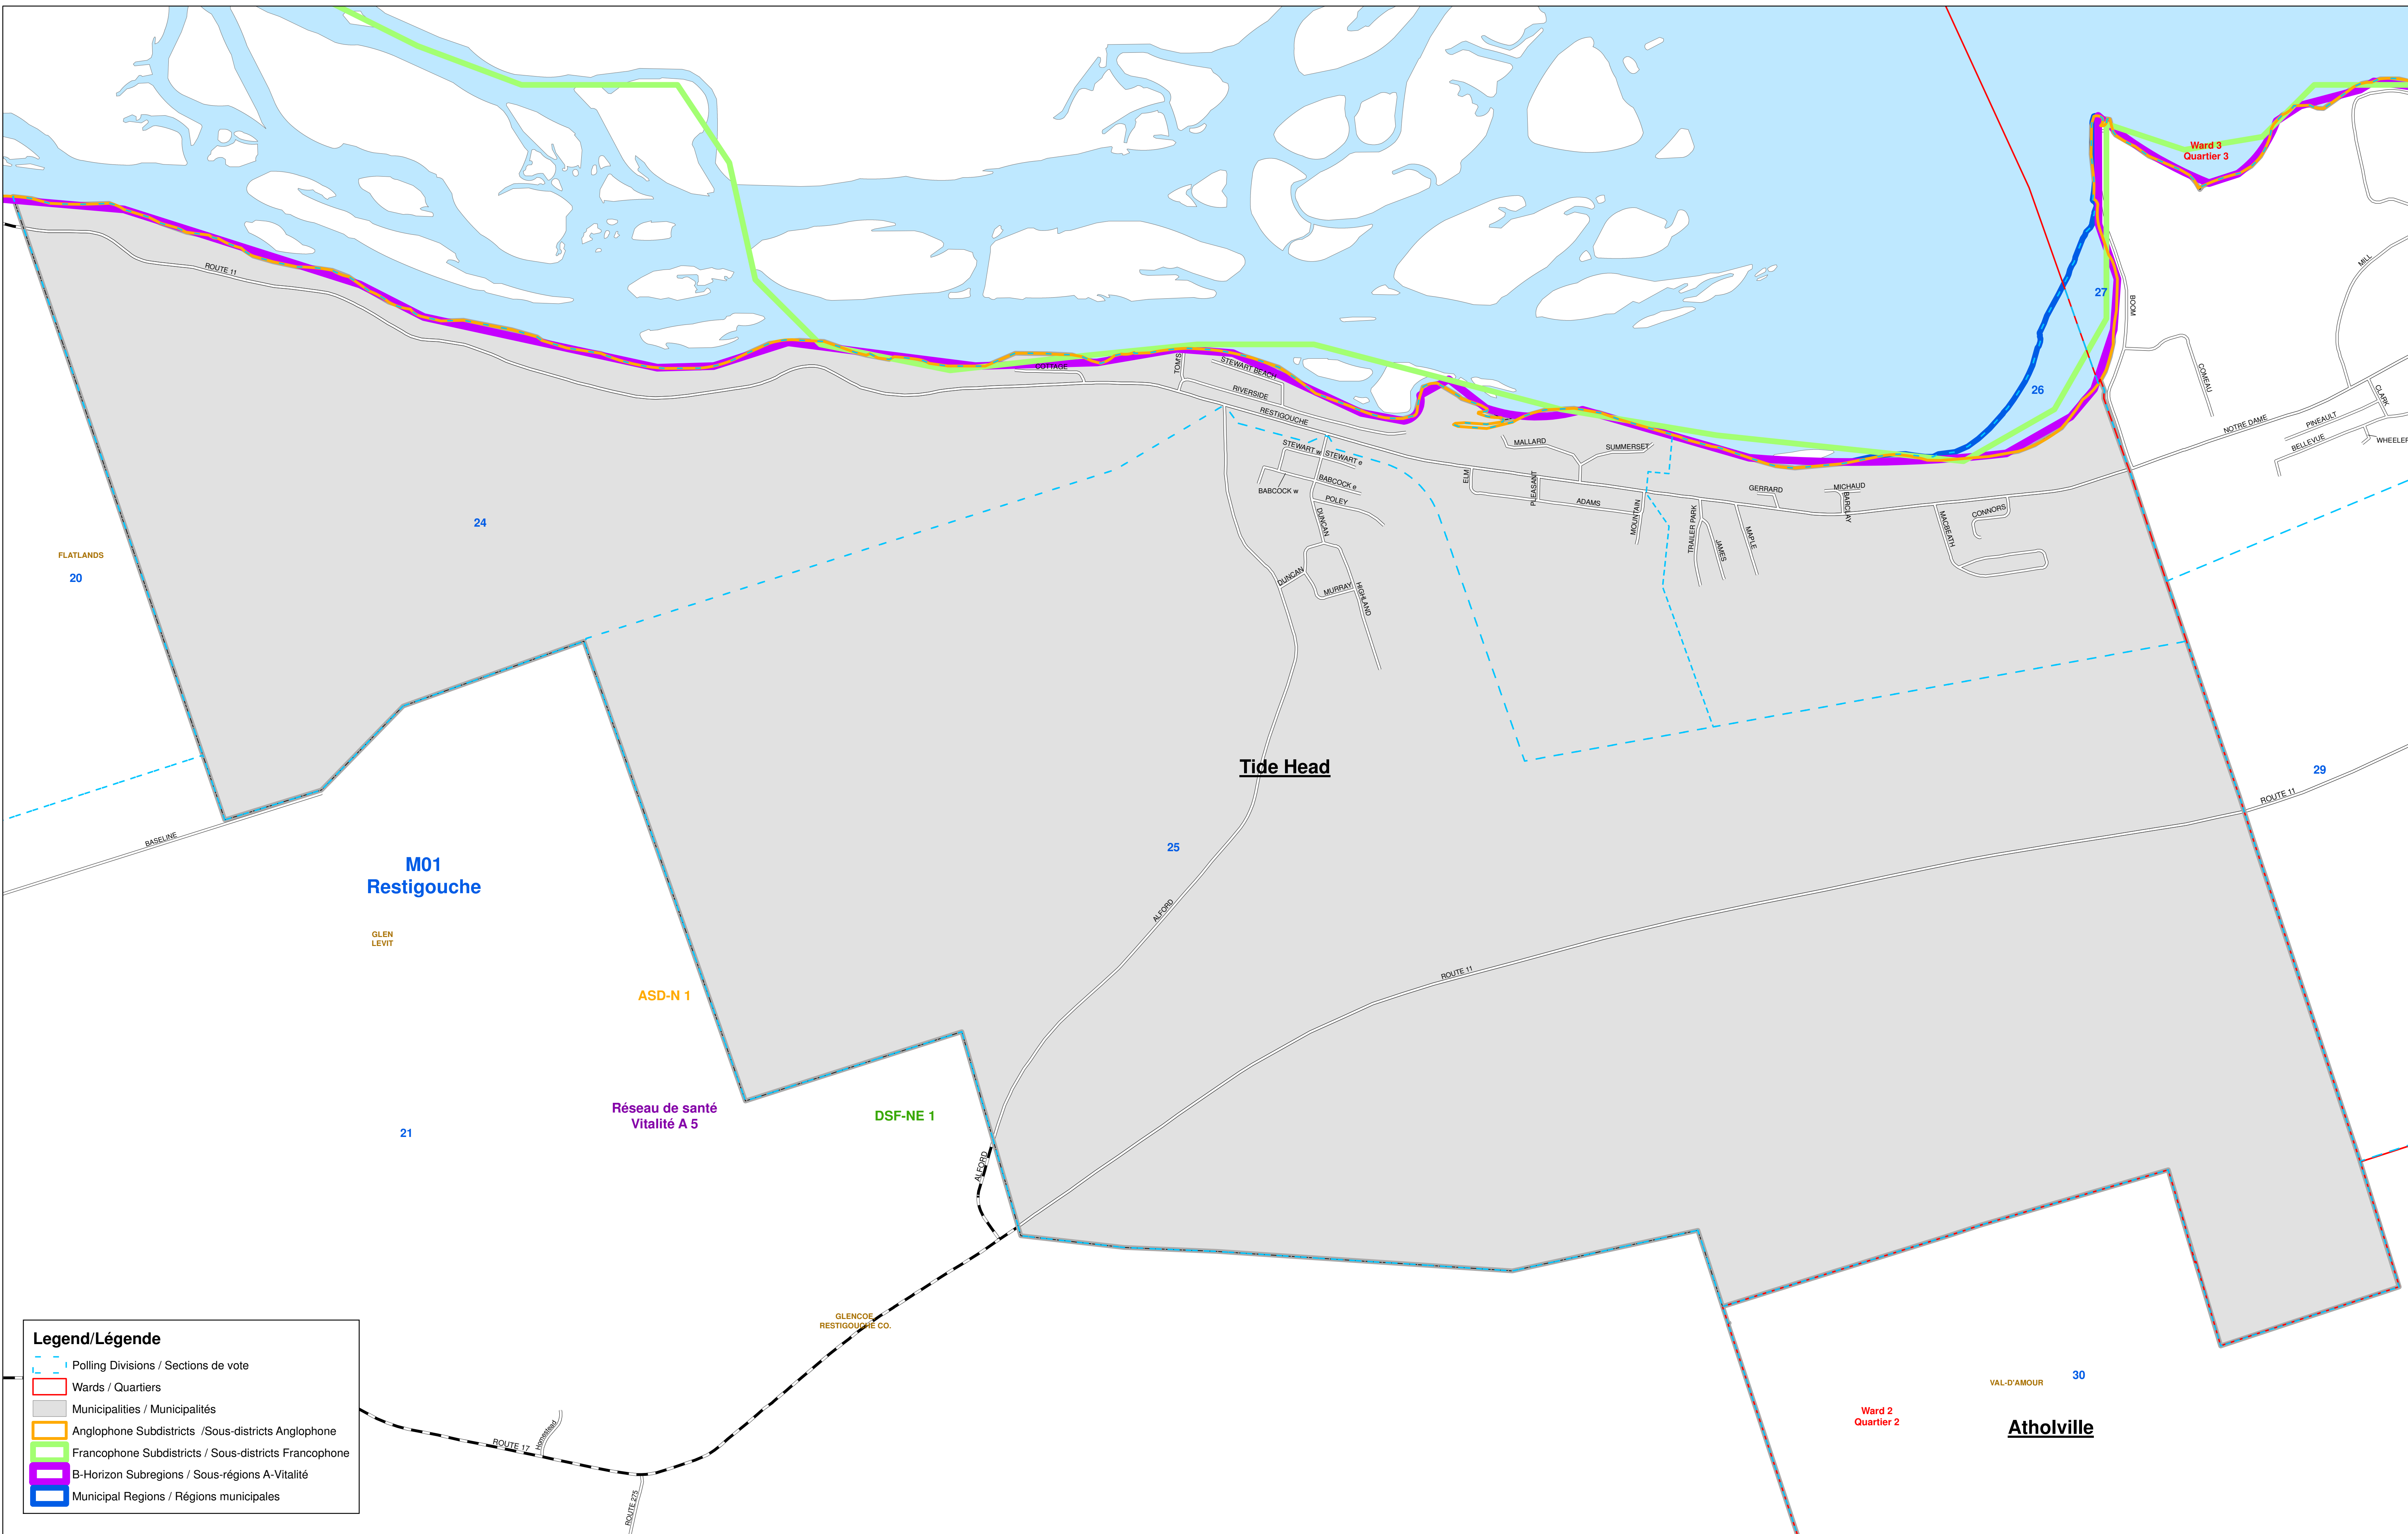 Ward 3
Quartier 3
ROUTE 11
COTTAGE
TOM'S
STEWART BEACH
RIVERSIDE
RESTIGOUCHE
27
BOOM
MILL
26
COMEAU
CLARK
NOTRE DAME
PINEAULT
BELLEVUE
WHEELER
STEWART w
STEWART e
BABCOCK w
BABCOCK e
POLEY
DUNCAN
MALLARD
SUMMERSET
ELM
PLEASANT
ADAMS
MOUNTAIN
GERRARD
MICHAUD
BARCLAY
TRAILER PARK
JAMES
MAPLE
MACBEATH
CONNORS
24
FLATLANDS
20
DUNCAN
MURRAY
HIGHLAND
Tide Head
29
ROUTE 11
BASELINE
25
M01
Restigouche
ALFORD
GLEN
LEVIT
ROUTE 11
ASD-N 1
Réseau de santé
Vitalité A 5
DSF-NE 1
21
ALFORD
GLENCOE
RESTIGOUCHE CO.
VAL-D'AMOUR
30
Ward 2
Quartier 2
Atholville
ROUTE 17
Homestead
ROUTE 275
Legend/Légende
Polling Divisions / Sections de vote
Wards / Quartiers
Municipalities / Municipalités
Anglophone Subdistricts /Sous-districts Anglophone
Francophone Subdistricts / Sous-districts Francophone
B-Horizon Subregions / Sous-régions A-Vitalité
Municipal Regions / Régions municipales